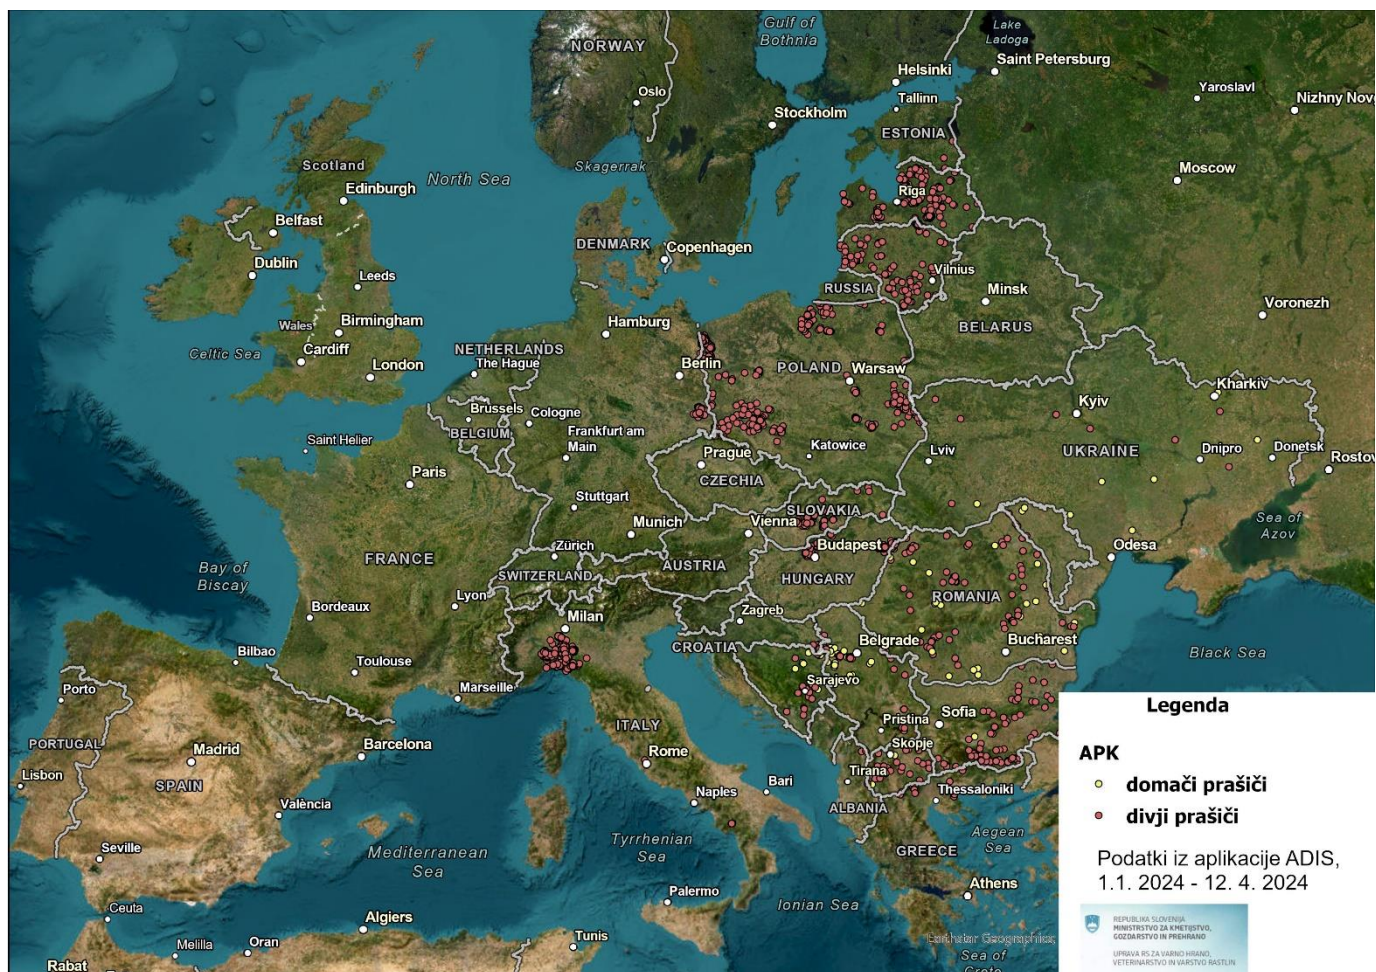 Gulf of
Bothnia
Lake
Ladoga
NORWAY
Helsinki
Saint Petersburg
Oslo
Tallinn
Yaroslavl
Nizhny Novg
Stockholm
ESTONIA
Scotland
Skagerrak
North Sea
Moscow
Edinburgh
Riga
Belfast
DENMARK
Copenhagen
Dublin
Leeds
Vilnius
RUSSIA
Minsk
Voronezh
Wales
Birmingham
Hamburg
BELARUS
Celtic Sea
Cardiff
NETHERLANDS
The Hague
London
Berlin
POLAND
Warsaw
Kharkiv
Brussels
Cologne
Kyiv
BELGIUM
Saint Helier
Frankfurt am
Main
Katowice
Lviv
UKRAINE
Dnipro
Donetsk
Rostov
Paris
Prague
CZECHIA
Stuttgart
SLOVAKIA
Munich
Vienna
Sea of
Azov
Zürich
Budapest
Odesa
Bay of
Biscay
FRANCE
SWITZERLAND
AUSTRIA
HUNGARY
Lyon
ROMANIA
Bordeaux
Milan
Zagreb
Belgrade
Bucharest
CROATIA
Bilbao
Toulouse
Black Sea
Porto
Marseille
Sarajevo
Legenda
PORTUGAL
Madrid
Barcelona
ITALY
Pristina
Sofia
Rome
Skopje
APK
Lisbon
SPAIN
Bari
Tirana
domači prašiči
València
Naples
ALBANIA
Thessaloniki
divji prašiči
Seville
Mediterranean
Sea
Tyrrhenian
Sea
Aegean
Sea
GREECE
Podatki iz aplikacije ADIS,
1.1. 2024 - 12. 4. 2024
Palermo
Athens
Ceuta
Algiers
Ionian Sea
REPUBLIKA SLOVENIJA
MINISTRSTVO ZA KMETIJSTVO,
GOZDARSTVO IN PREHRANO
Melilla
Oran
Tunis
Earthstar Geographics,
Rabat
Sea of
Crete
UPRAVA RS ZA VARNO HRANO,
VETERINARSTVO IN VARSTVO RASTLIN